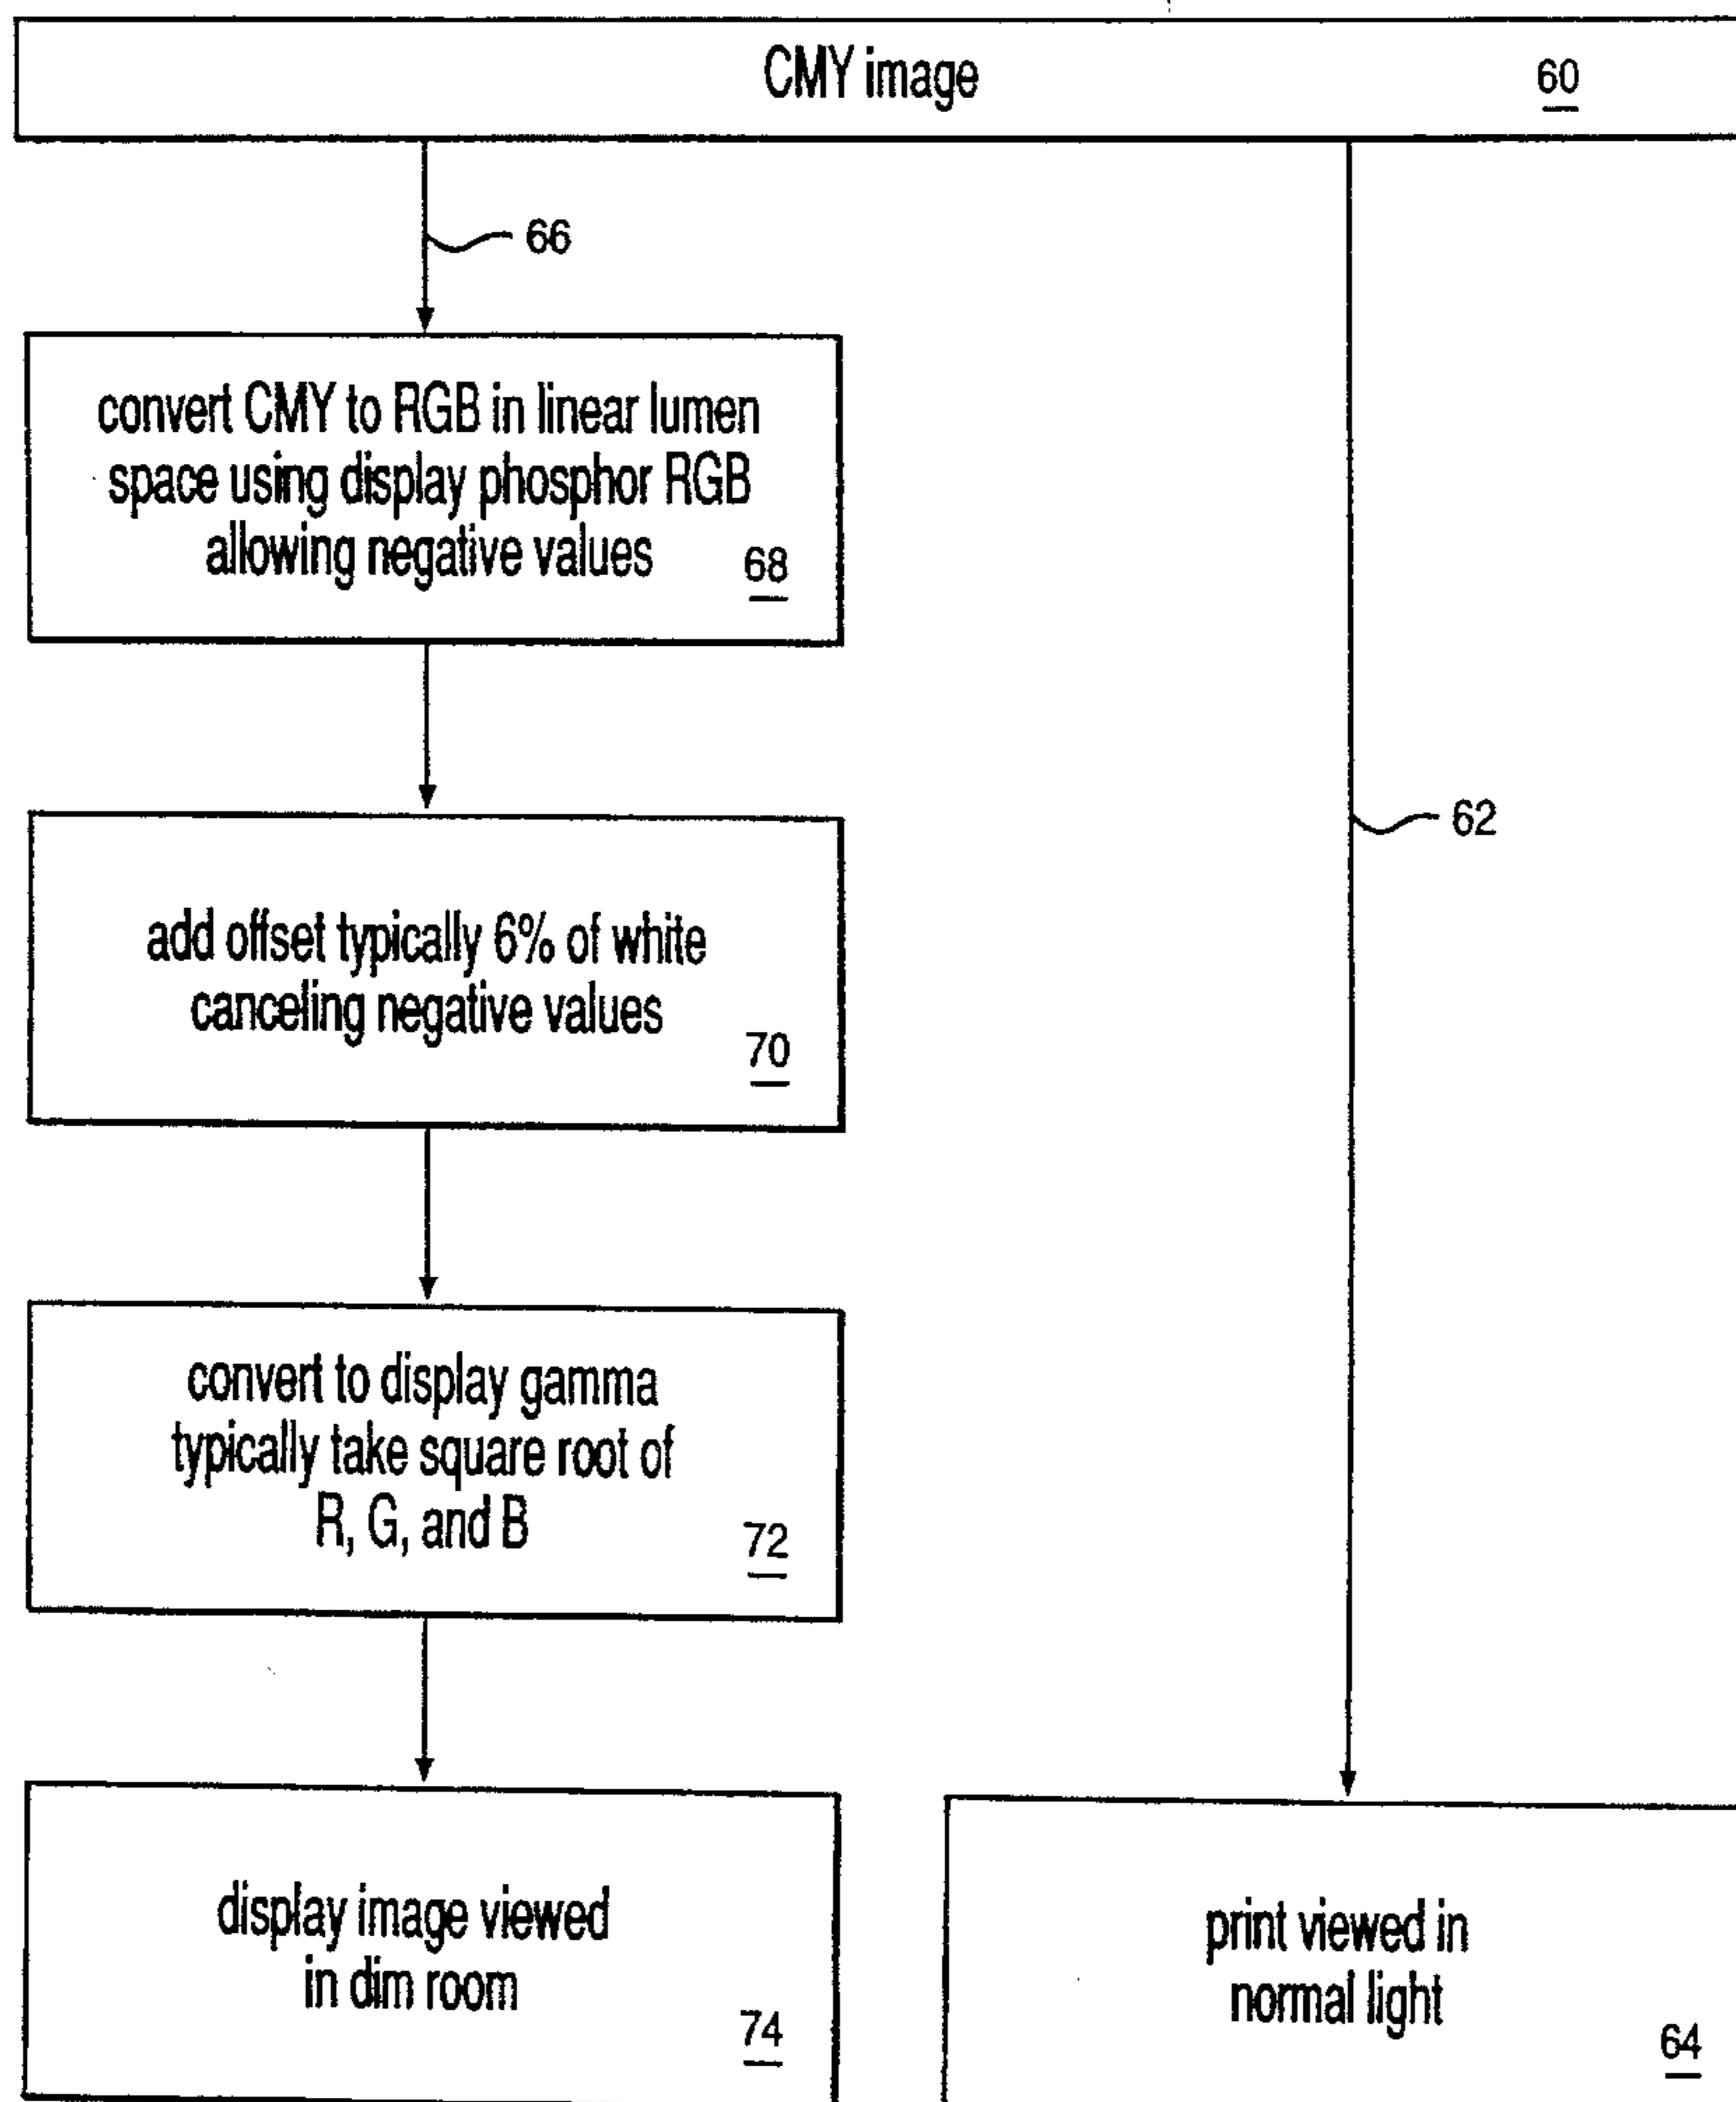 CMY image
60
66
convert CMY to RGB in linear lumen
space using display phosphor RGB
allowing negative values
68
62
add offset typically 6% of white
canceling negative values
70
convert to display gamma
typically take square root of
R, G, and B
72
display image viewed
in dim room
74
print viewed in
normal light
64